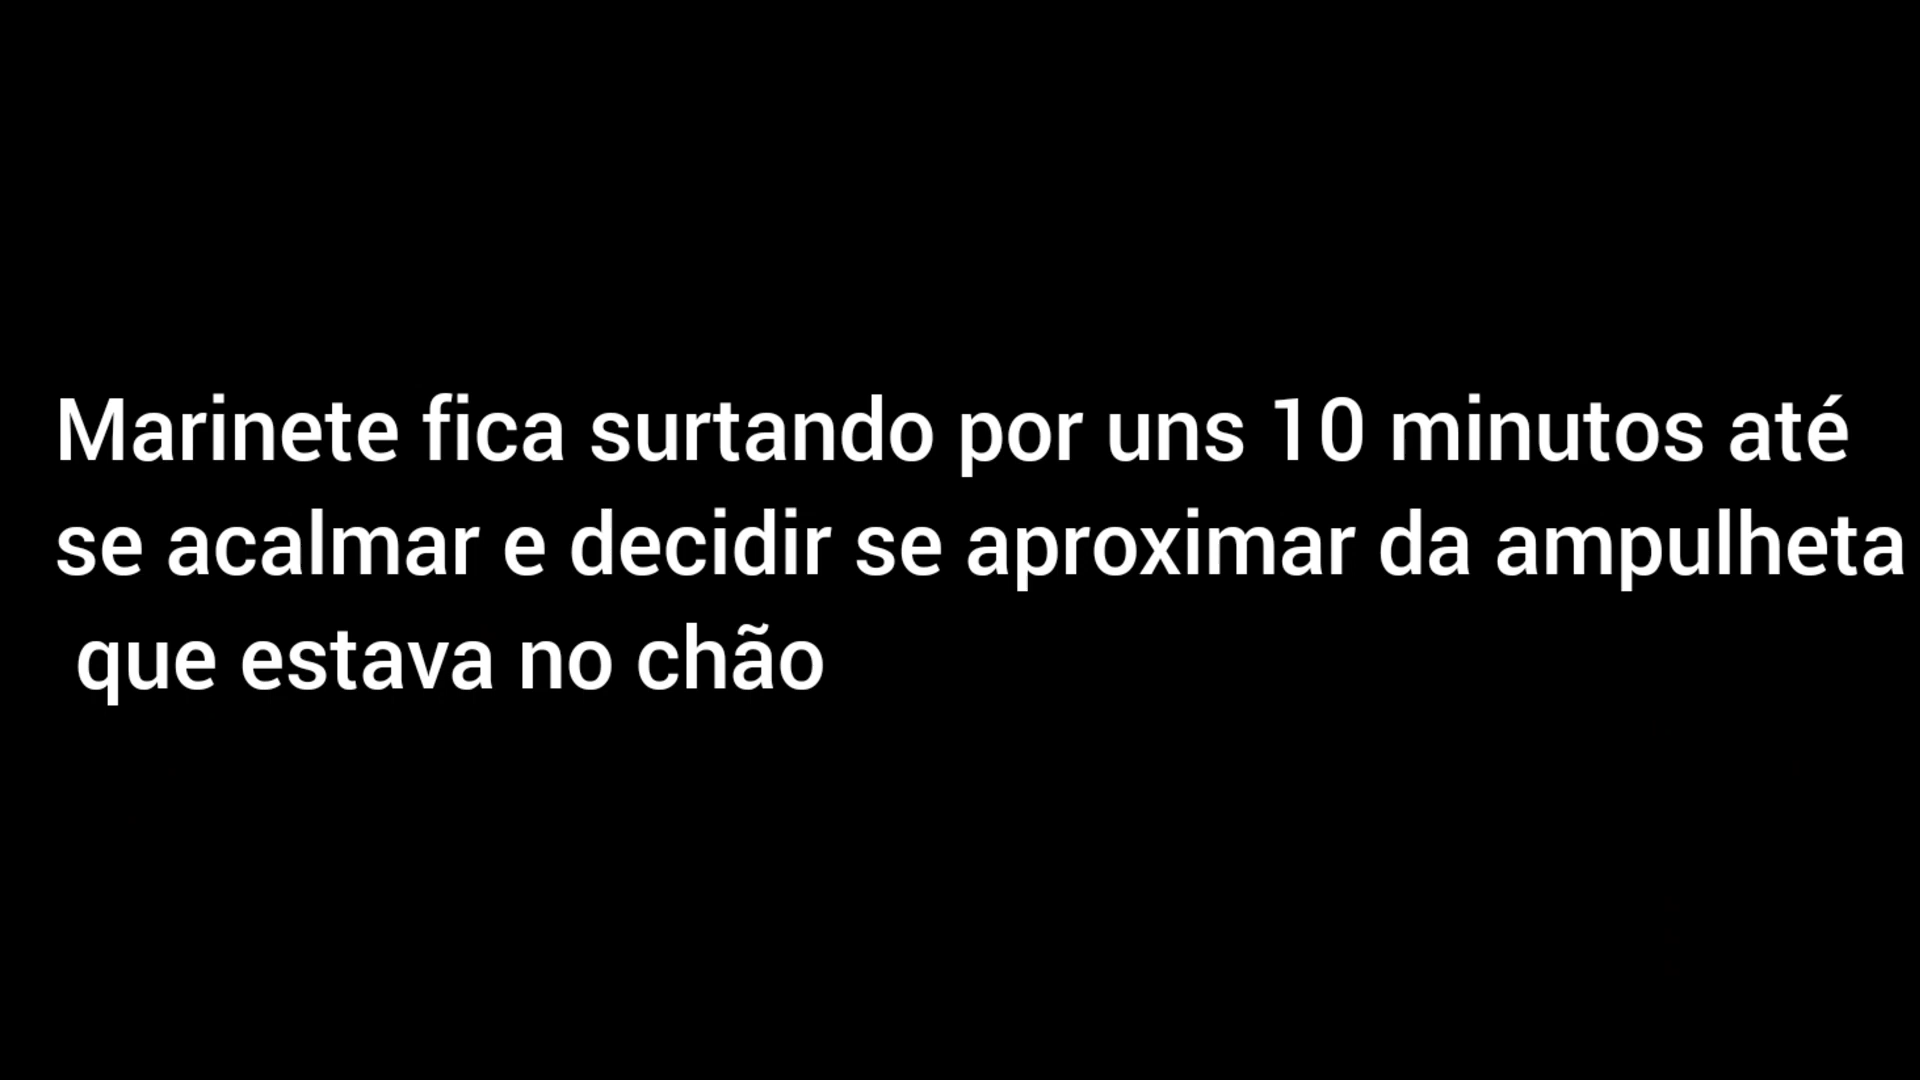 Marinete fica surtando por uns 10 minutos até
se acalmar e decidir se aproximar da ampulheta
que estava no chão